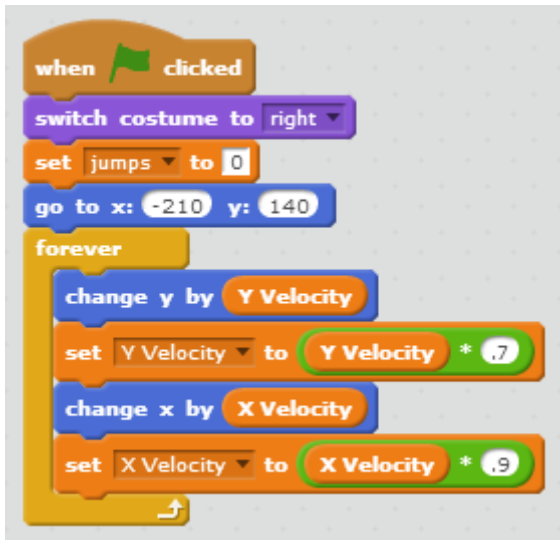 when clicked
switch costume to right
set jumps to 0
go to x: -210 y: 140
forever
change y by Y Velocity
set Y Velocity to Y Velocity * .7
change x by X Velocity
set X Velocity to X Velocity * .9